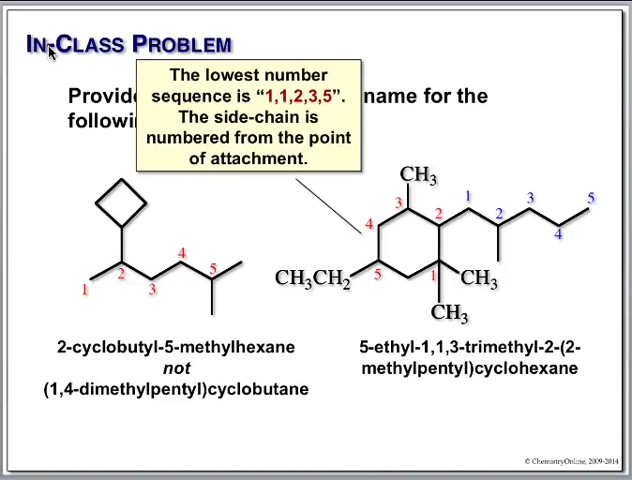 IN-CLASS PROBLEM
The lowest number
sequence is “1,1,2,3,5”.
The side-chain is
numbered from the point
of attachment.
Provide name for the
followin
CH3
3
2
4
5
1
CH3CH2
CH3
CH3
1
2
3
4
5
1
2
3
4
5
2-cyclobutyl-5-methylhexane
not
(1,4-dimethylpentyl)cyclobutane
5-ethyl-1,1,3-trimethyl-2-(2-
methylpentyl)cyclohexane
© ChemistryOnline, 2009-2014